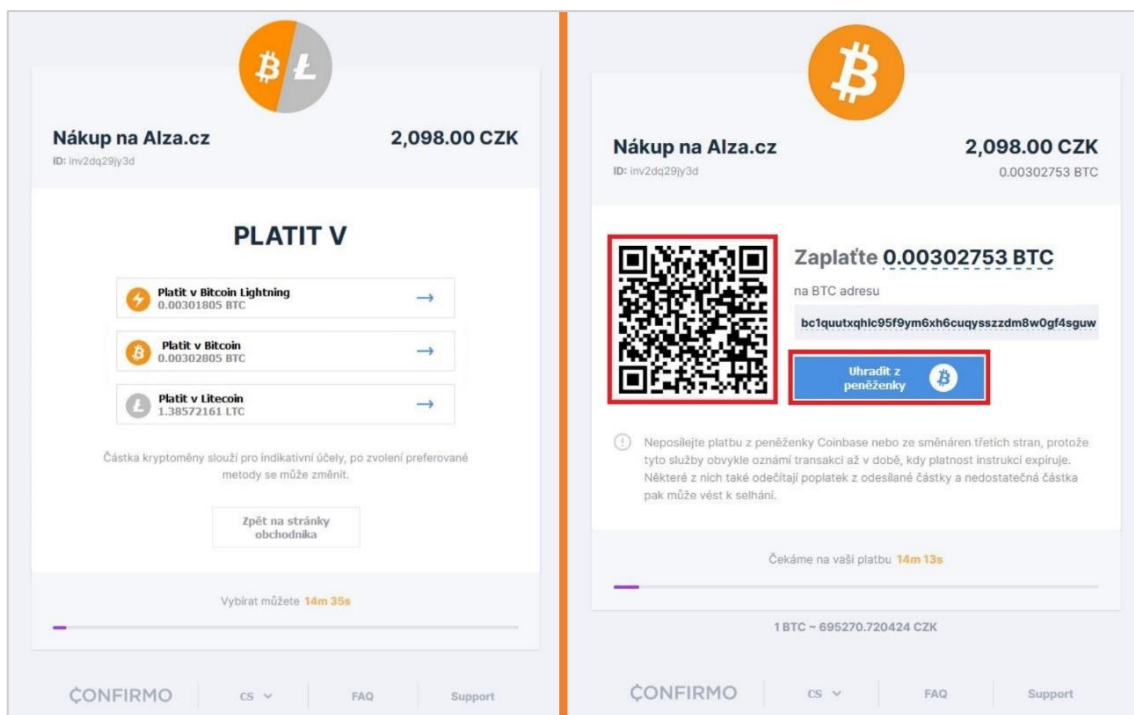 Nákup na Alza.cz
2,098.00 CZK
ID: inv2dq29jy3d
PLATIT V
Platit v Bitcoin Lightning
0.00301805 BTC
Platit v Bitcoin
0.00302805 BTC
Platit v Litecoin
1.38572161 LTC
Částka kryptoměny slouží pro indikativní účely, po zvolení preferované
metody se může změnit.
Zpět na stránky
obchodníka
Vybírat můžete 14m 35s
CONFIRMO
CS
FAQ
Support
Nákup na Alza.cz
2,098.00 CZK
ID: inv2dq29jy3d
0.00302753 BTC
Zaplaťte 0.00302753 BTC
na BTC adresu
bc1quutxqhlc95f9ym6xh6cuqysszzdm8w0gf4sguw
Uhradit z
peněženky
Neposílejte platbu z peněženky Coinbase nebo ze směnáren třetích stran, protože
tyto služby obvykle oznámí transakci až v době, kdy platnost instrukcí expiruje.
Některé z nich také odečítají poplatek z odesílané částky a nedostatečná částka
pak může vést k selhání.
Čekáme na vaši platbu 14m 13s
1 BTC ~ 695270.720424 CZK
CONFIRMO
CS
FAQ
Support